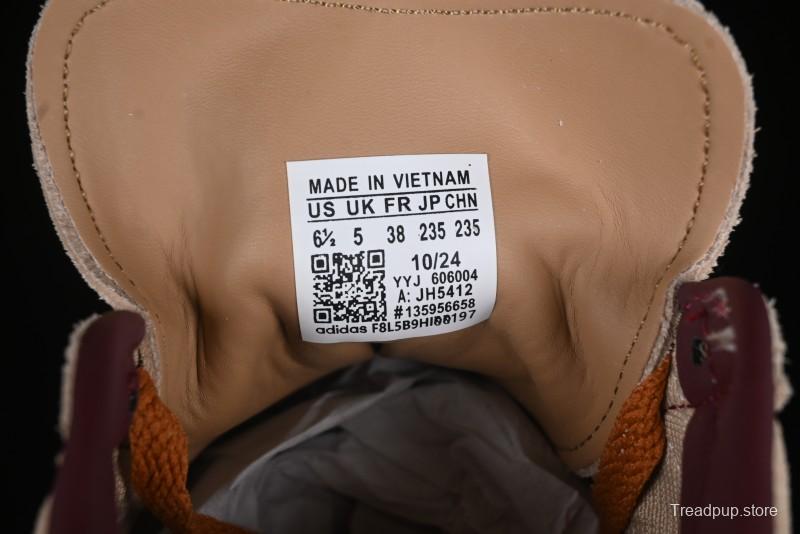 MADE IN VIETNAM
US UK FR JP CHN
6½ 5 38 235 235
10/24
YYJ 606004
A: JH5412
#135956658
adidas
Treadpup.store